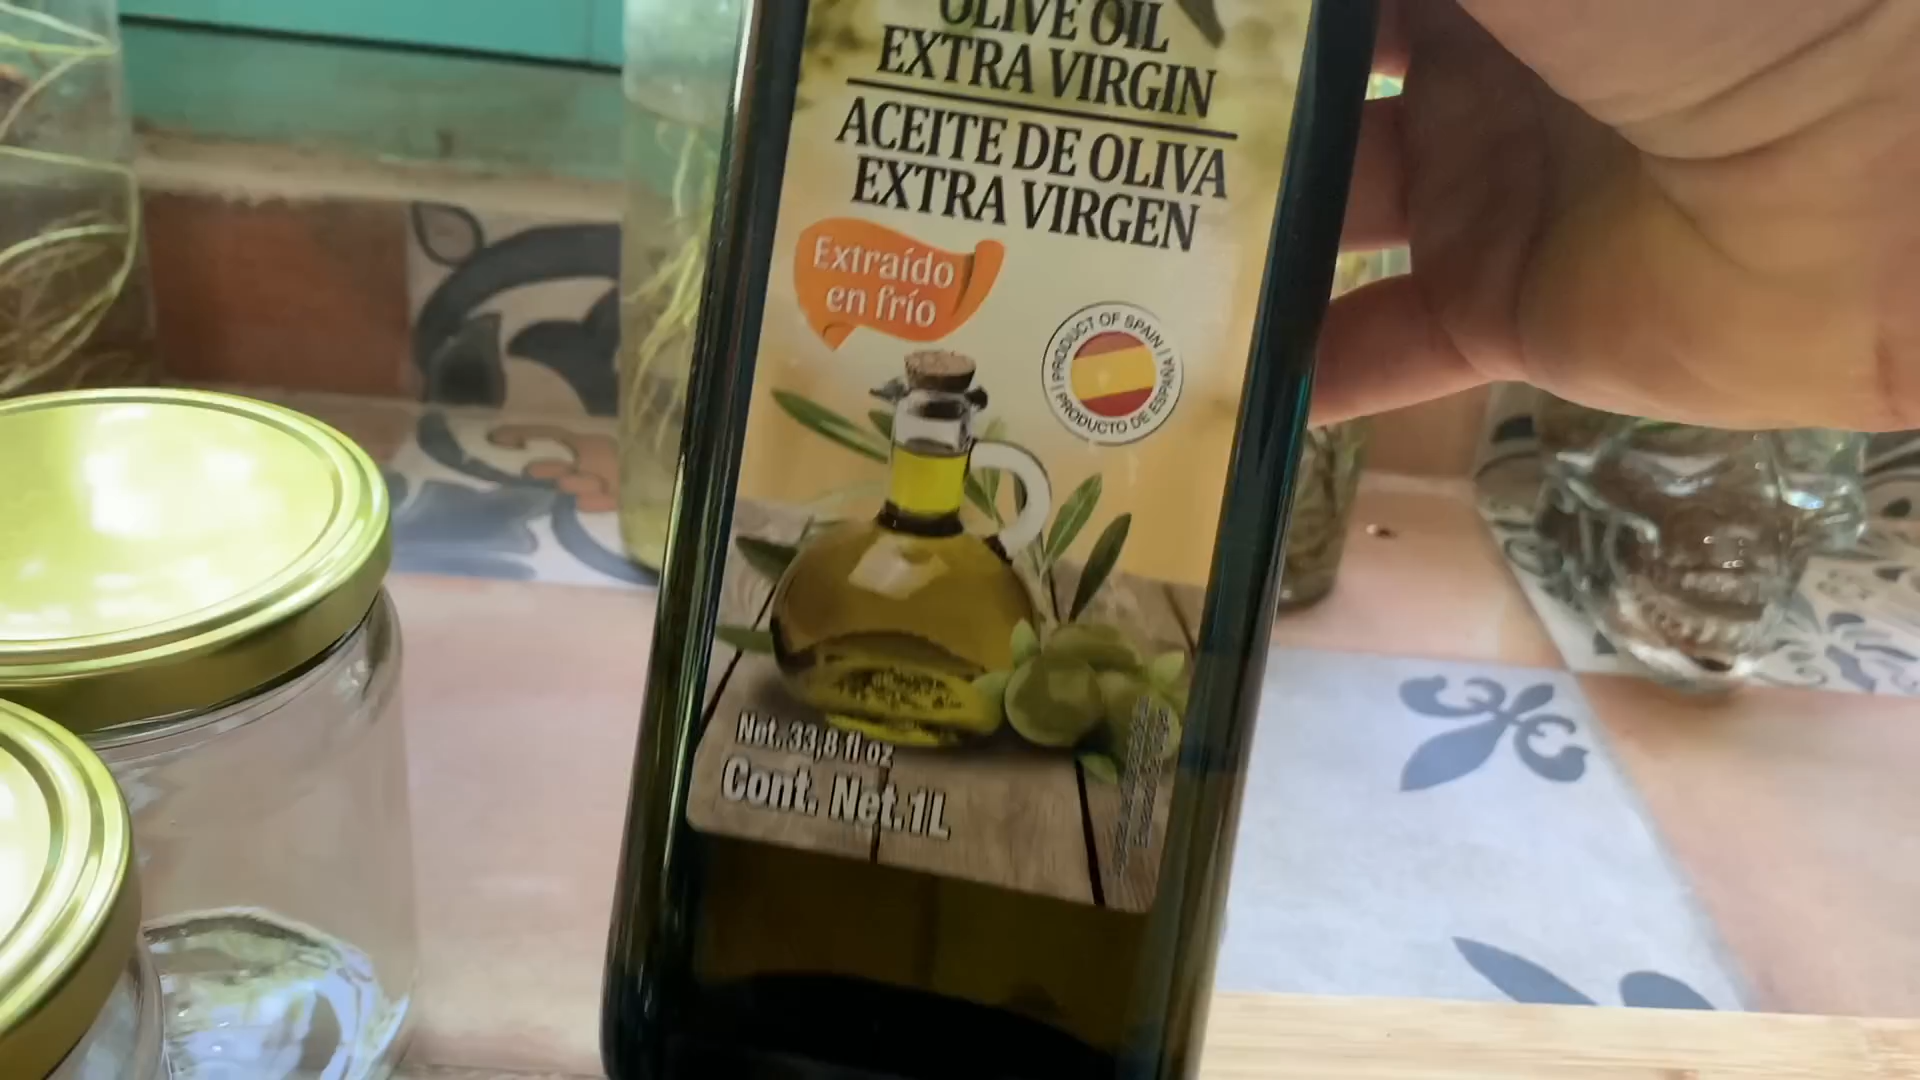 OLIVE OIL
EXTRA VIRGIN
ACEITE DE OLIVA
EXTRA VIRGEN
Extraído
en frío
PRODUCT OF SPAIN
PRODUCTO DE ESPAÑA
Net. 33,8 fl oz
Cont. Net.1L